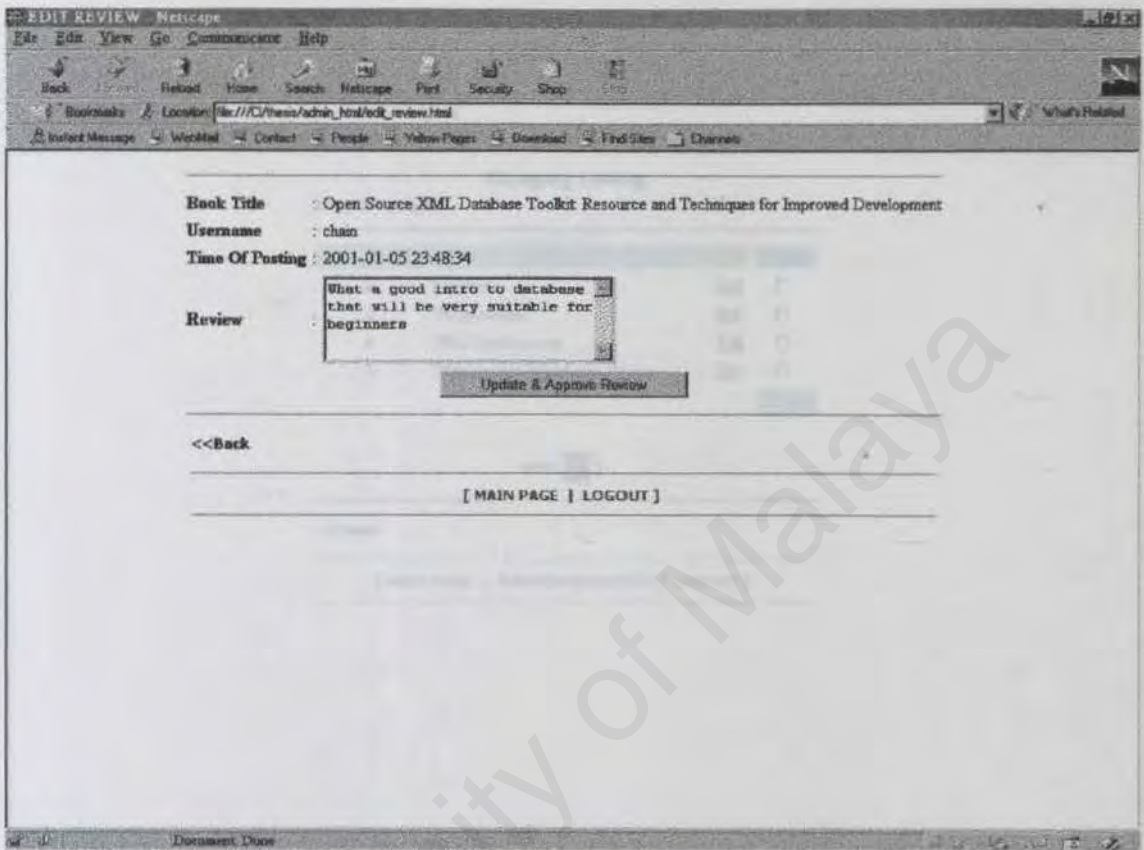 EDIT REVIEW - Netscape
File Edit View Go Communicator Help
Back Reload Home Search Netscape Print Security Shop Stop
Bookmarks Location: file:///C|/thesis/admin_html/edit_review.html What's Related
Instant Message WebMail Contact People Yellow Pages Download Find Sites Channels
Book Title : Open Source XML Database Toolkit Resource and Techniques for Improved Development
Username : chain
Time Of Posting : 2001-01-05 23:48:34
Review :
What a good intro to database
that will be very suitable for
beginners
Update & Approve Review
<<Back
[ MAIN PAGE | LOGOUT ]
Document: Done
ity of Malaya